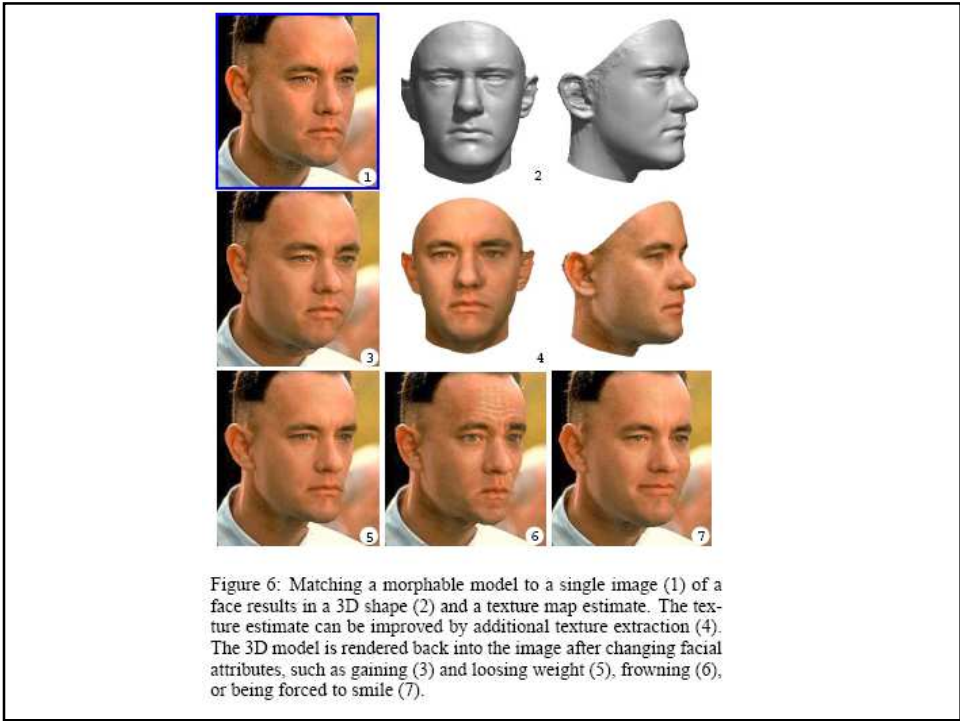 1
2
3
4
5
6
7
Figure 6: Matching a morphable model to a single image (1) of a
face results in a 3D shape (2) and a texture map estimate. The tex-
ture estimate can be improved by additional texture extraction (4).
The 3D model is rendered back into the image after changing facial
attributes, such as gaining (3) and loosing weight (5), frowning (6),
or being forced to smile (7).